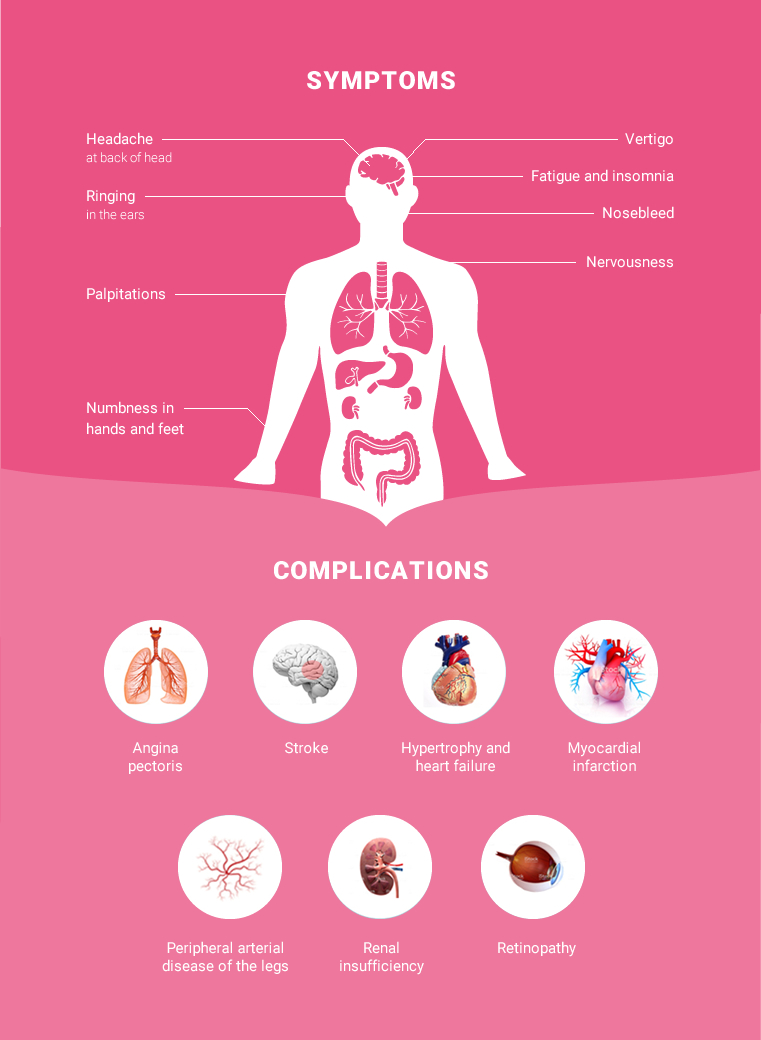 SYMPTOMS
Headache
at back of head
Ringing
in the ears
Palpitations
Numbness in
hands and feet
Vertigo
Fatigue and insomnia
Nosebleed
Nervousness
COMPLICATIONS
Angina
pectoris
Stroke
Hypertrophy and
heart failure
Myocardial
infarction
Peripheral arterial
disease of the legs
Renal
insufficiency
Retinopathy